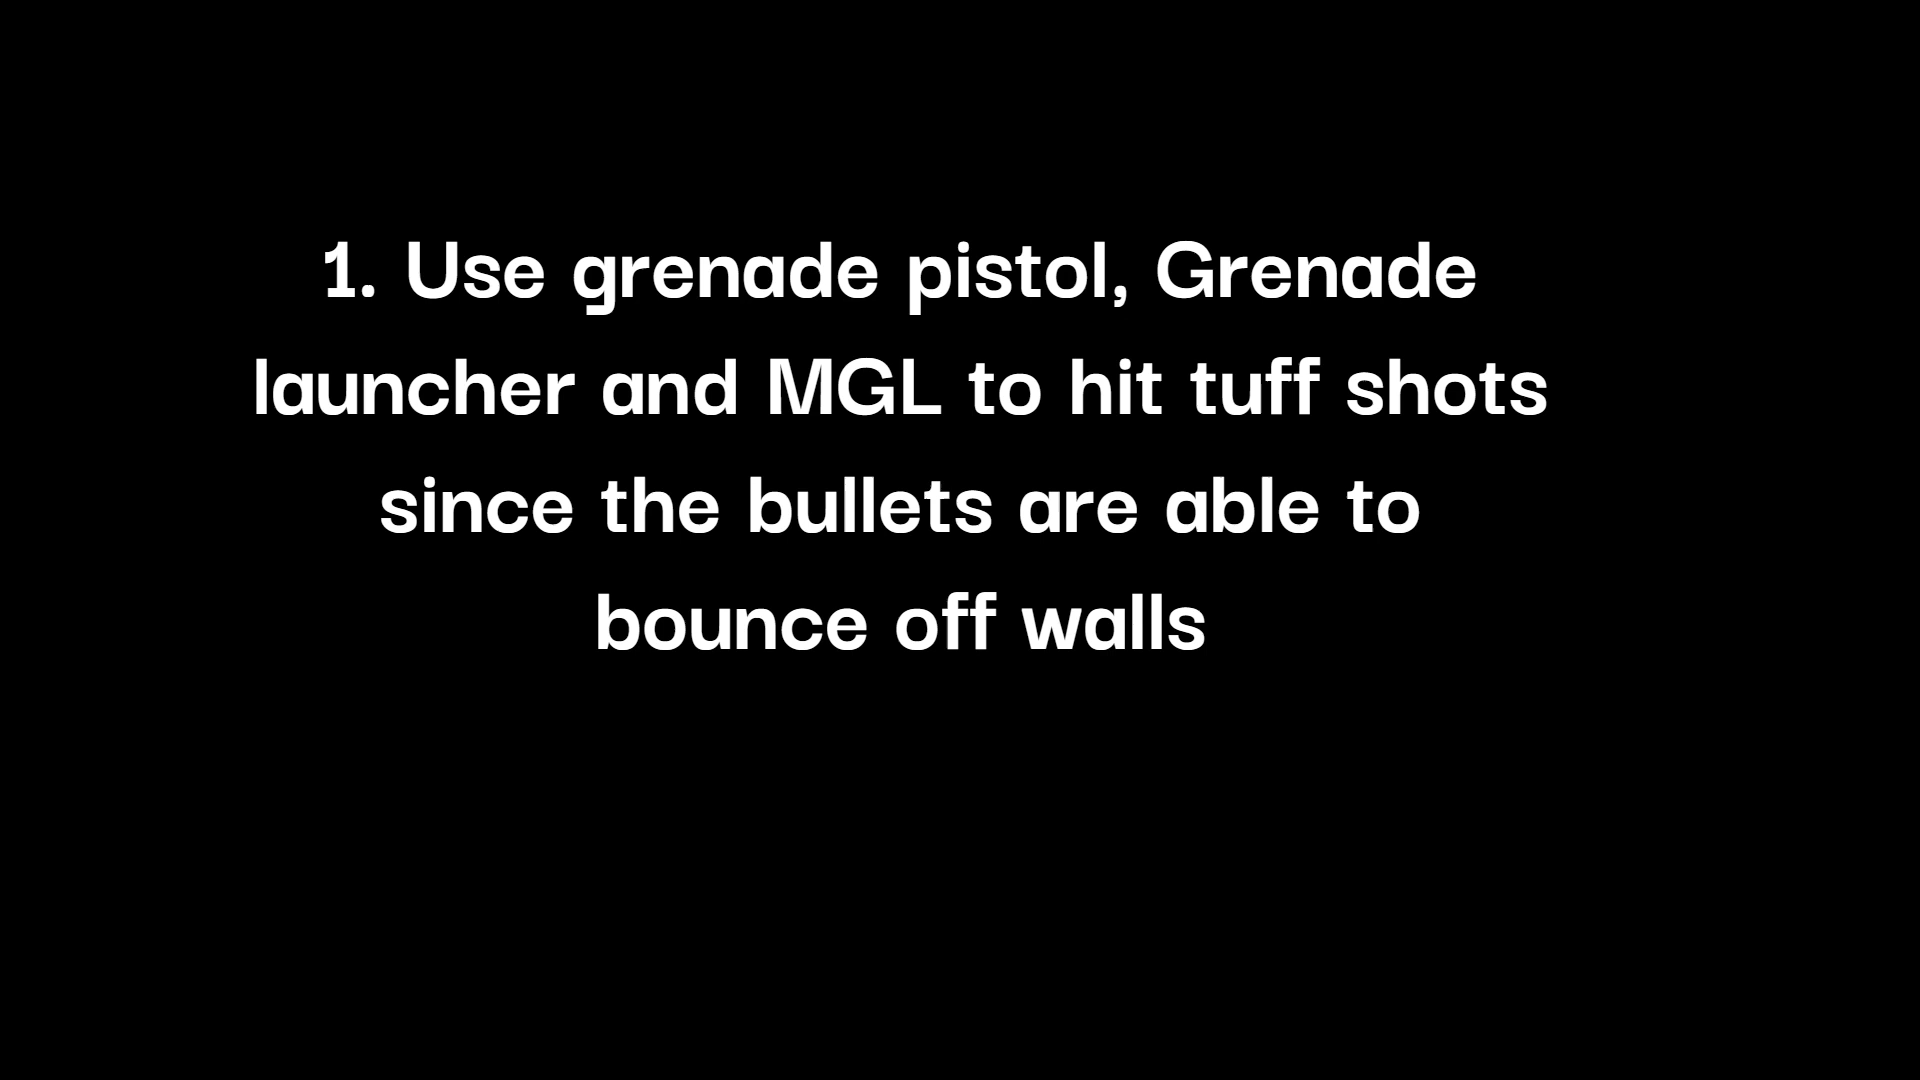 1. Use grenade pistol, Grenade
launcher and MGL to hit tuff shots
since the bullets are able to
bounce off walls